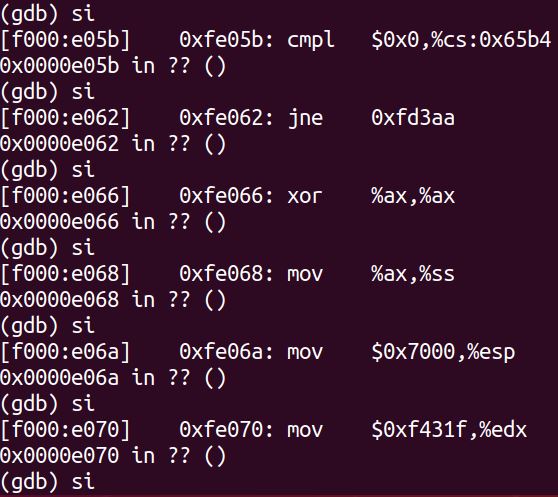 (gdb) si
[f000:e05b]    0xfe05b: cmpl   $0x0,%cs:0x65b4
0x0000e05b in ?? ()
(gdb) si
[f000:e062]    0xfe062: jne    0xfd3aa
0x0000e062 in ?? ()
(gdb) si
[f000:e066]    0xfe066: xor    %ax,%ax
0x0000e066 in ?? ()
(gdb) si
[f000:e068]    0xfe068: mov    %ax,%ss
0x0000e068 in ?? ()
(gdb) si
[f000:e06a]    0xfe06a: mov    $0x7000,%esp
0x0000e06a in ?? ()
(gdb) si
[f000:e070]    0xfe070: mov    $0xf431f,%edx
0x0000e070 in ?? ()
(gdb) si